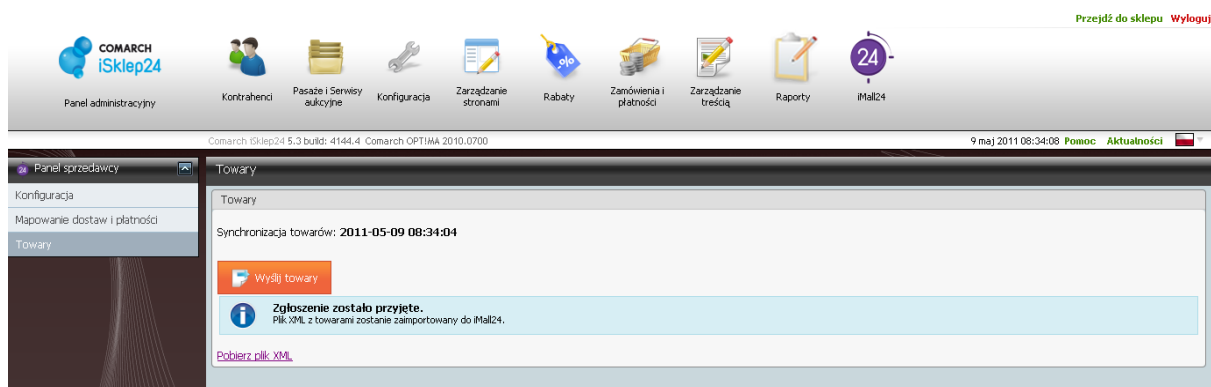 Przejdź do sklepu Wyloguj
COMARCH
iSklep24
Panel administracyjny
Kontrahenci
Pasaże i Serwisy
aukcyjne
Konfiguracja
Zarządzanie
stronami
%
Rabaty
Zamówienia i
płatności
Zarządzanie
treścią
Raporty
24
iMall24
Comarch iSklep24 5.3 build: 4144.4 Comarch OPT!MA 2010.0700
9 maj 2011 08:34:08 Pomoc Aktualności
24 Panel sprzedawcy
Konfiguracja
Mapowanie dostaw i płatności
Towary
Towary
Towary
Synchronizacja towarów: 2011-05-09 08:34:04
Wyślij towary
Zgłoszenie zostało przyjęte.
Plik XML z towarami zostanie zaimportowany do iMall24.
Pobierz plik XML